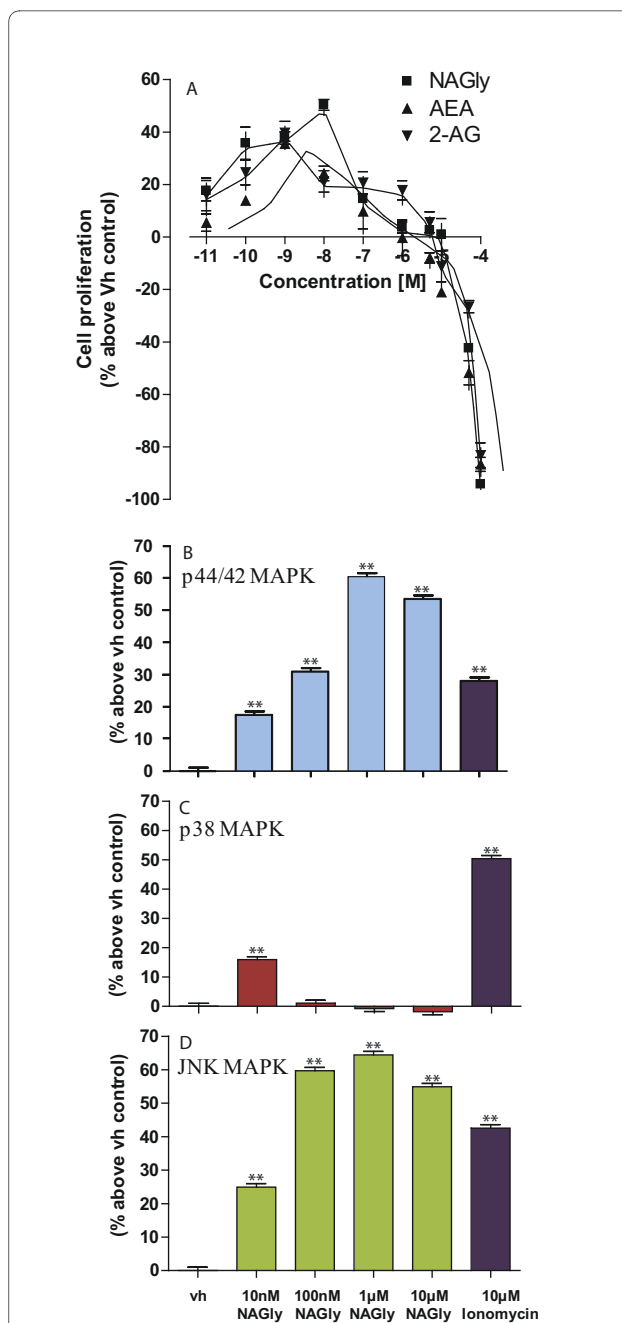 A
NAGly
AEA
2-AG
60
40
20
0
-20
-40
-60
-80
-100
-11 -10 -9 -8 -7 -6 -5 -4
Concentration [M]
Cell proliferation
(% above Vh control)
B
p44/42 MAPK
70
60
50
40
30
20
10
0
(% above vh control)
** ** ** ** **
C
p38 MAPK
70
60
50
40
30
20
10
0
(% above vh control)
** **
D
JNK MAPK
70
60
50
40
30
20
10
0
(% above vh control)
** ** ** ** **
vh 10nM 100nM 1µM 10µM 10µM
NAGly NAGly NAGly NAGly Ionomycin